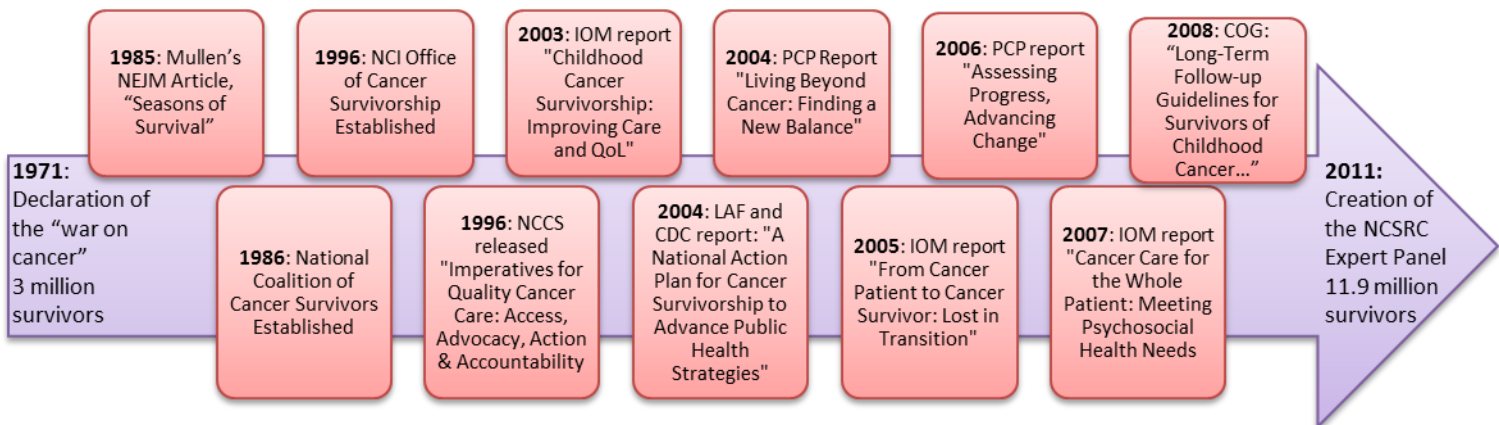 1971:
Declaration of
the “war on
cancer”
3 million
survivors
1985: Mullen’s
NEJM Article,
“Seasons of
Survival”
1986: National
Coalition of
Cancer Survivors
Established
1996: NCI Office
of Cancer
Survivorship
Established
1996: NCCS
released
"Imperatives for
Quality Cancer
Care: Access,
Advocacy, Action
& Accountability
2003: IOM report
"Childhood
Cancer
Survivorship:
Improving Care
and QoL"
2004: LAF and
CDC report: "A
National Action
Plan for Cancer
Survivorship to
Advance Public
Health
Strategies"
2004: PCP Report
"Living Beyond
Cancer: Finding a
New Balance"
2005: IOM report
"From Cancer
Patient to Cancer
Survivor: Lost in
Transition"
2006: PCP report
"Assessing
Progress,
Advancing
Change"
2007: IOM report
"Cancer Care for
the Whole
Patient: Meeting
Psychosocial
Health Needs
2008: COG:
“Long-Term
Follow-up
Guidelines for
Survivors of
Childhood
Cancer…”
2011:
Creation of
the NCSRC
Expert Panel
11.9 million
survivors